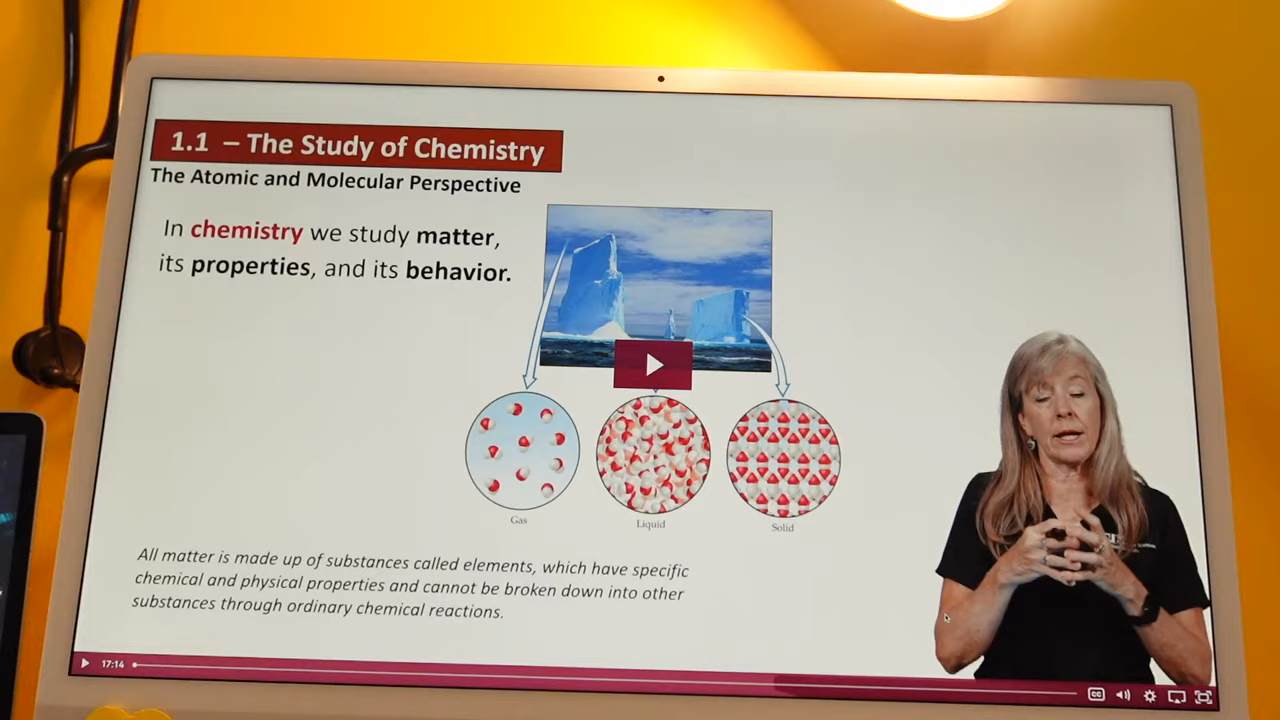 1.1 – The Study of Chemistry
The Atomic and Molecular Perspective
In chemistry we study matter,
its properties, and its behavior.
Gas
Liquid
Solid
All matter is made up of substances called elements, which have specific
chemical and physical properties and cannot be broken down into other
substances through ordinary chemical reactions.
17:14
CC